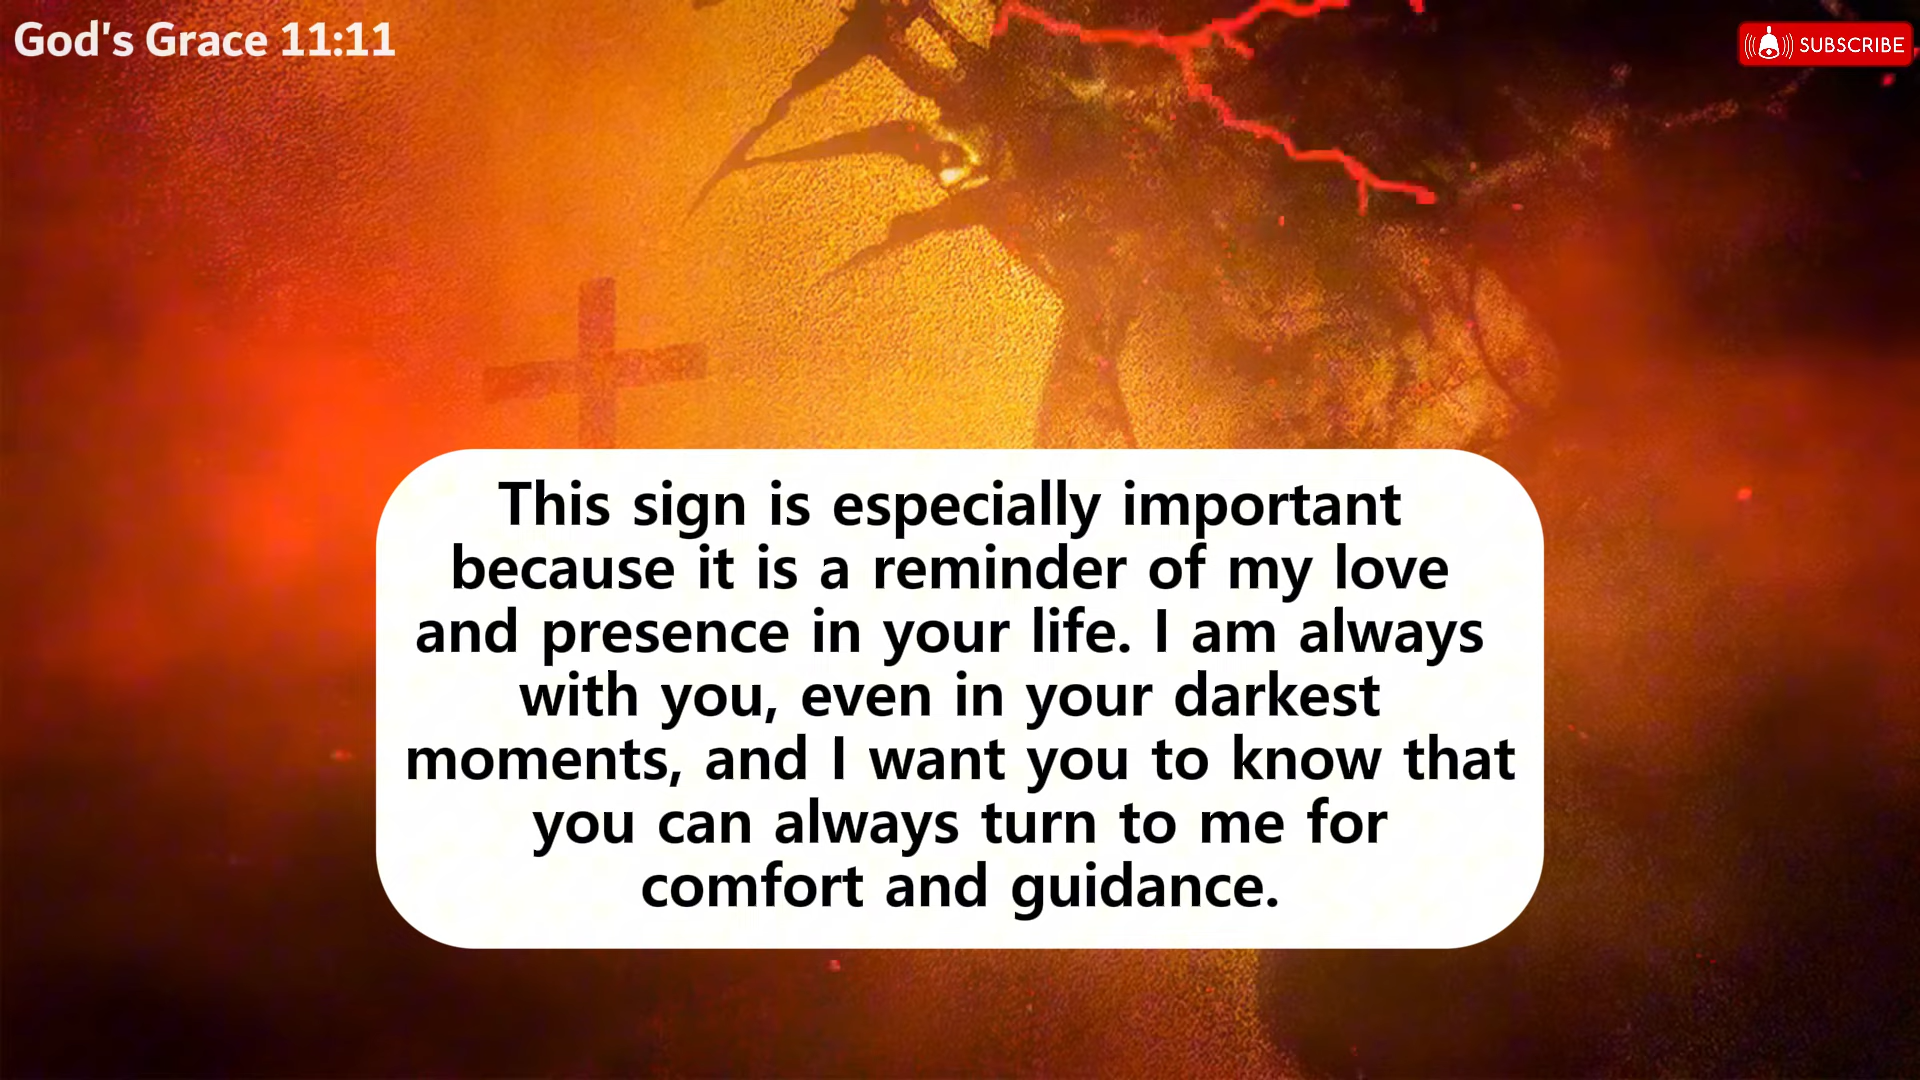 God's Grace 11:11
SUBSCRIBE
This sign is especially important
because it is a reminder of my love
and presence in your life. I am always
with you, even in your darkest
moments, and I want you to know that
you can always turn to me for
comfort and guidance.